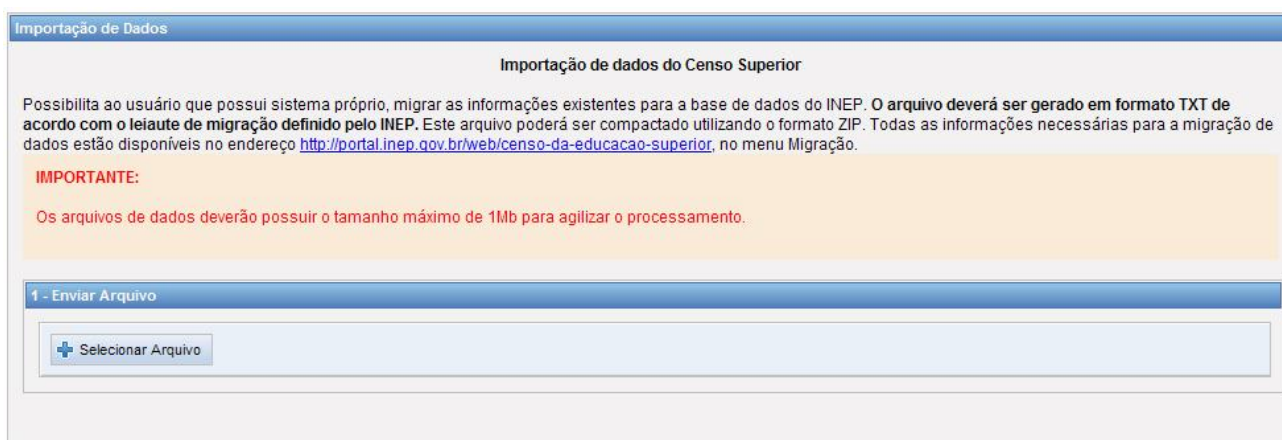 Importação de Dados
Importação de dados do Censo Superior
Possibilita ao usuário que possui sistema próprio, migrar as informações existentes para a base de dados do INEP. O arquivo deverá ser gerado em formato TXT de
acordo com o leiaute de migração definido pelo INEP. Este arquivo poderá ser compactado utilizando o formato ZIP. Todas as informações necessárias para a migração de
dados estão disponíveis no endereço http://portal.inep.gov.br/web/censo-da-educacao-superior, no menu Migração.
IMPORTANTE:
Os arquivos de dados deverão possuir o tamanho máximo de 1Mb para agilizar o processamento.
1 - Enviar Arquivo
Selecionar Arquivo